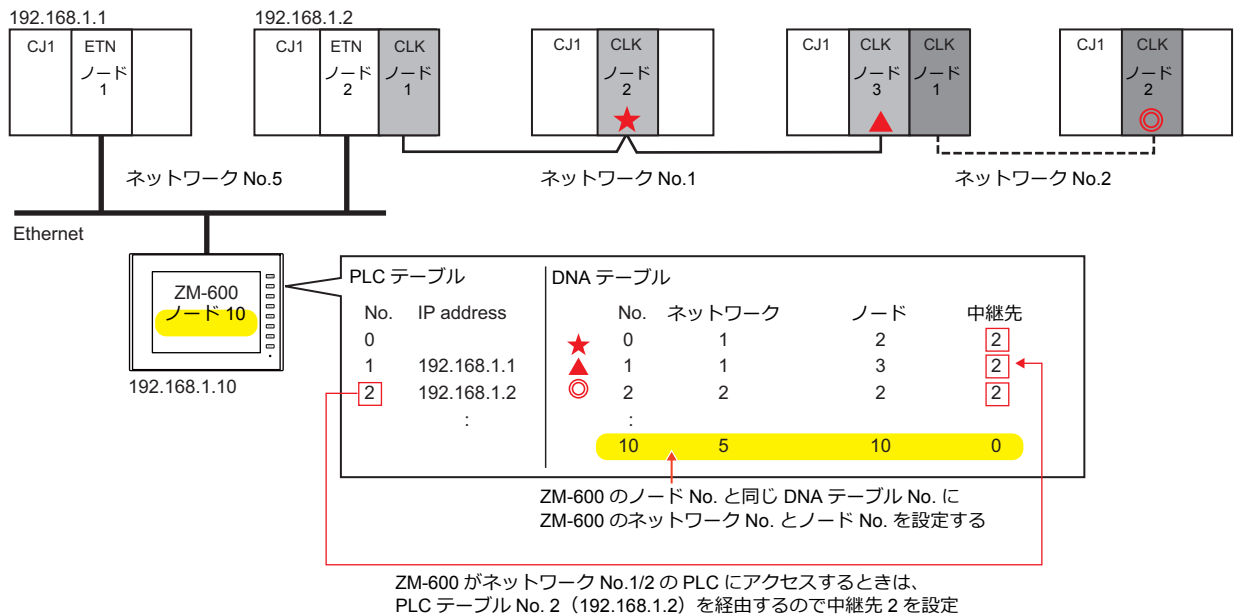 192.168.1.1
192.168.1.2
CJ1 ETN
ノード
1
CJ1 ETN CLK
ノード ノード
2 1
CJ1 CLK
ノード
2
CJ1 CLK CLK
ノード ノード
3 1
CJ1 CLK
ノード
2
ネットワーク No.5
ネットワーク No.1
ネットワーク No.2
Ethernet
ZM-600
ノード 10
192.168.1.10
PLC テーブル
No. IP address
0
1 192.168.1.1
2 192.168.1.2
:
DNA テーブル
No. ネットワーク ノード 中継先
0 1 2 2
1 1 3 2
2 2 2 2
:
10 5 10 0
ZM-600 のノード No. と同じ DNA テーブル No. に
ZM-600 のネットワーク No. とノード No. を設定する
ZM-600 がネットワーク No.1/2 の PLC にアクセスするときは、
PLC テーブル No. 2（192.168.1.2）を経由するので中継先 2 を設定